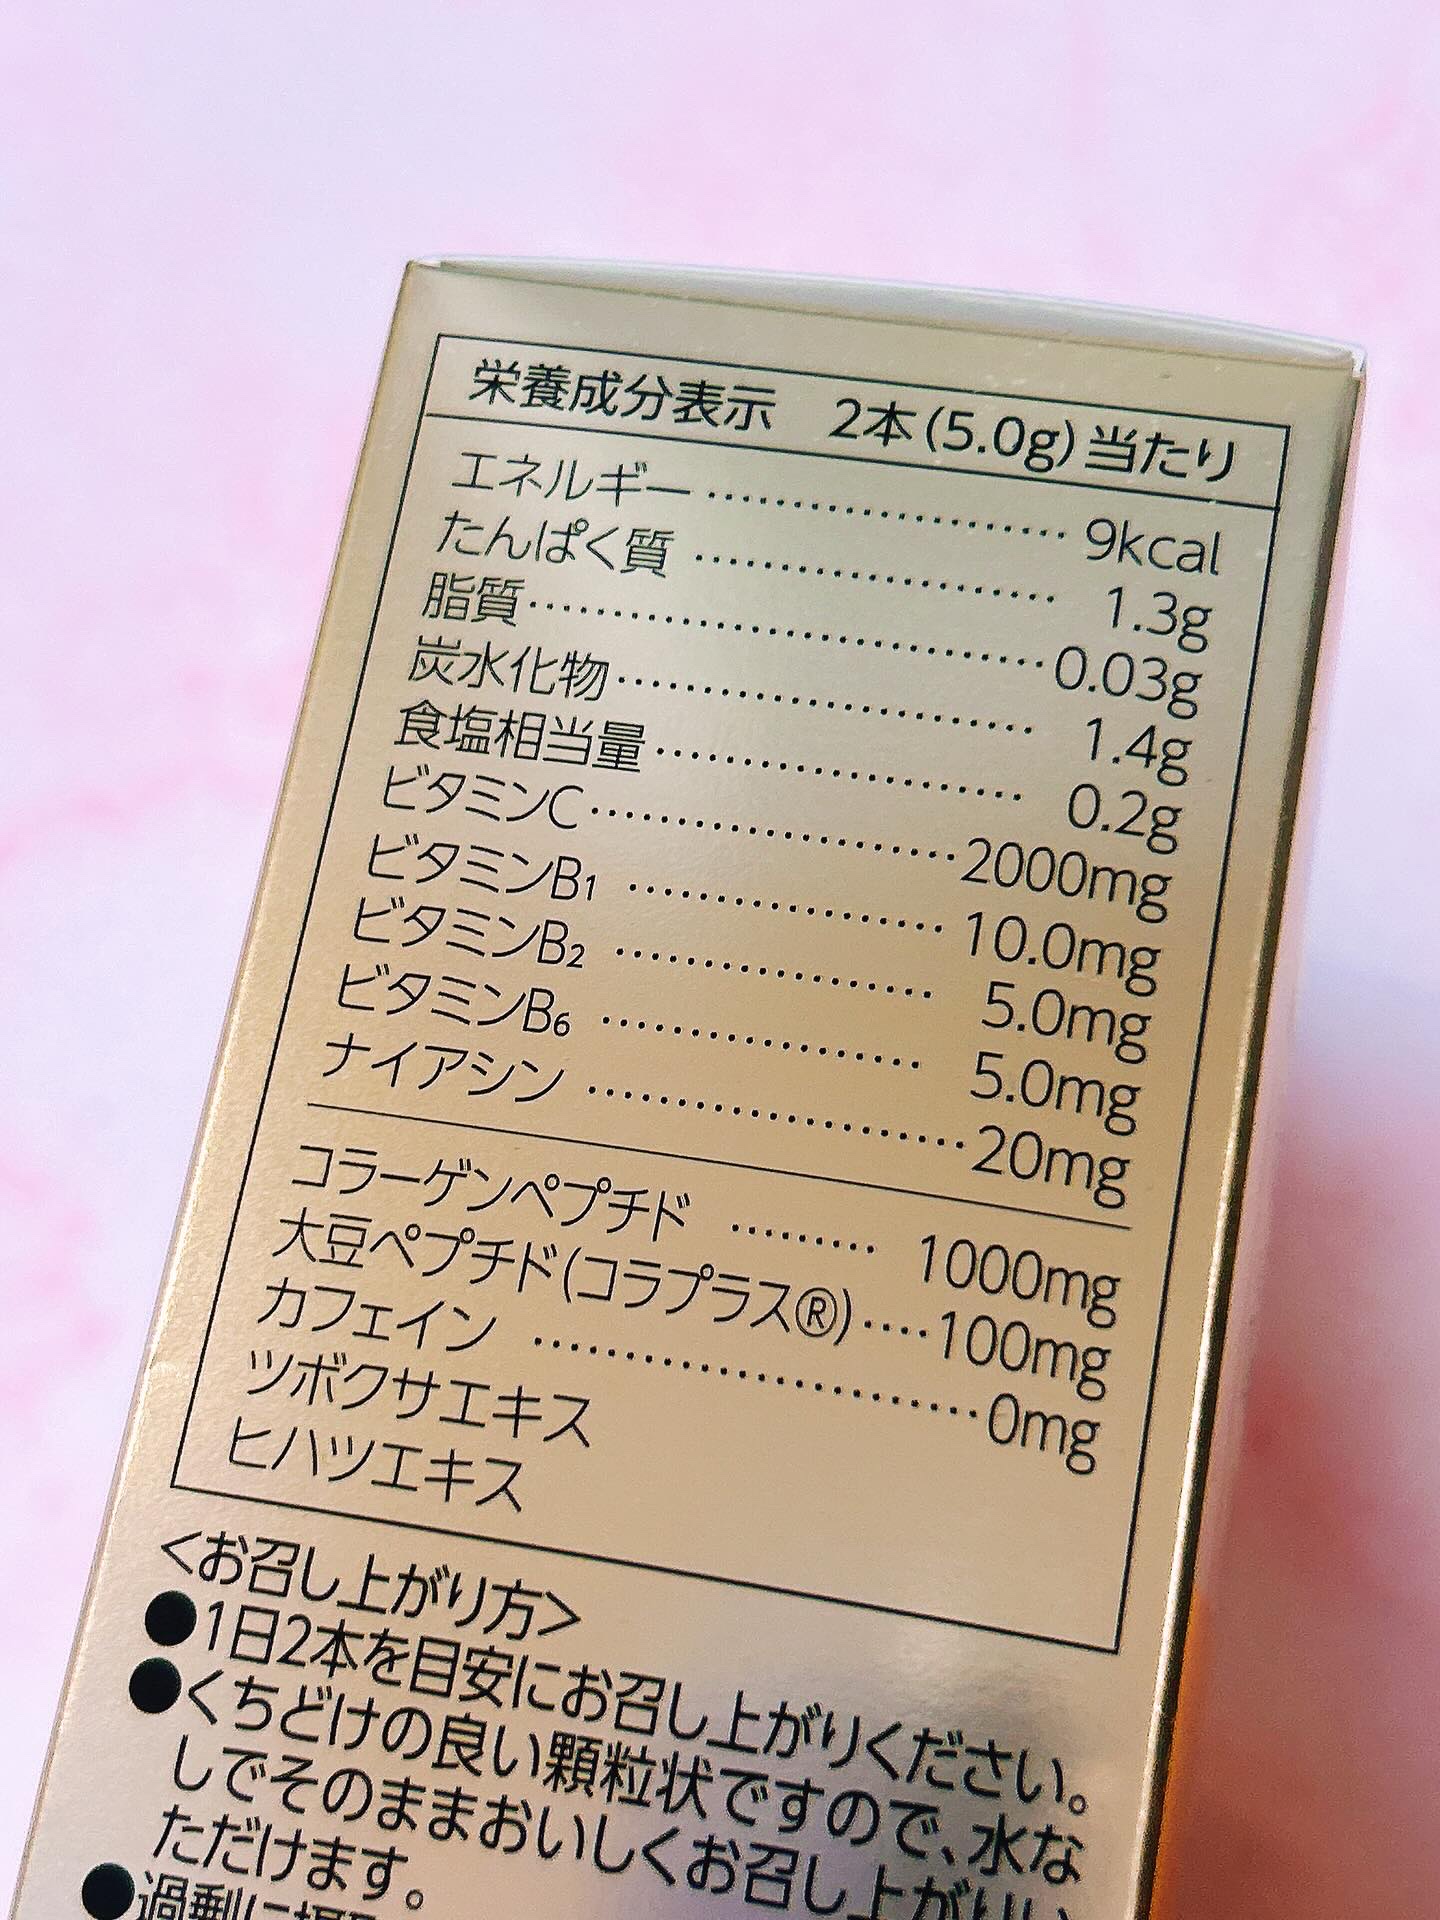 栄養成分表示 2本(5.0g)当たり
エネルギー 9kcal
たんぱく質 1.3g
脂質 0.03g
炭水化物 1.4g
食塩相当量 0.2g
ビタミンC 2000mg
ビタミンB1 10.0mg
ビタミンB2 5.0mg
ビタミンB6 5.0mg
ナイアシン 20mg
コラーゲンペプチド 1000mg
大豆ペプチド(コラプラス®) 100mg
カフェイン 0mg
ツボクサエキス
ヒハツエキス
<お召し上がり方>
●1日2本を目安にお召し上がりください。
●くちどけの良い顆粒状ですので、水な
しでそのままおいしくお召し上がりい
ただけます。
●過剰に摂取